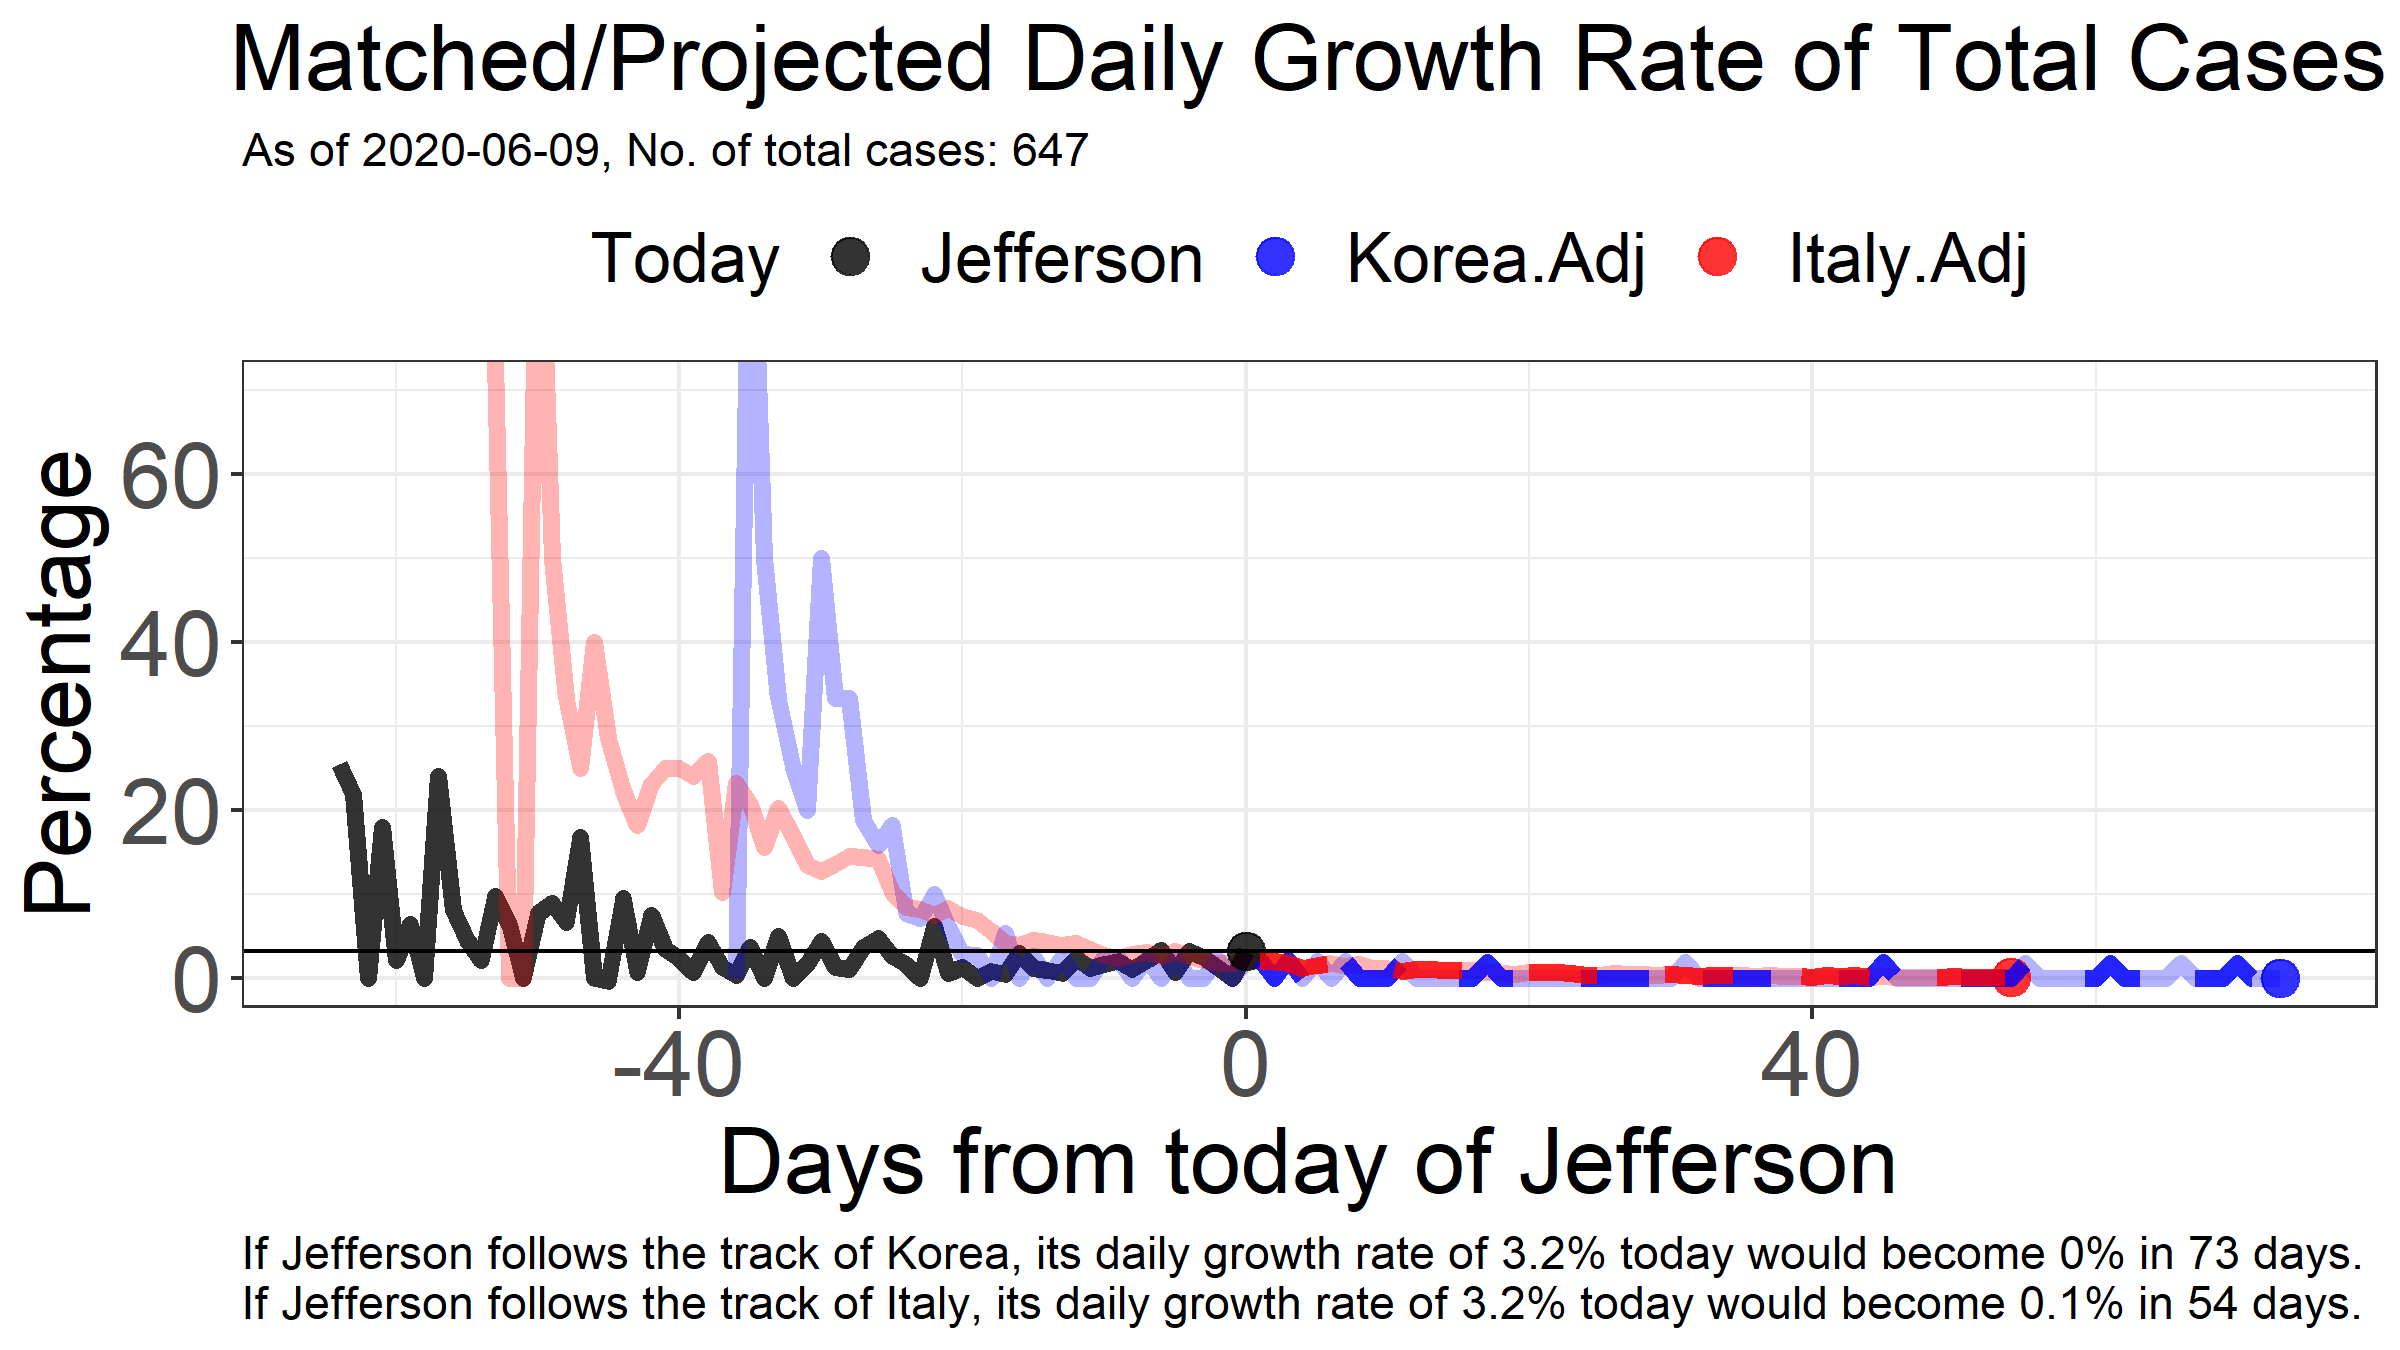 Matched/Projected Daily Growth Rate of Total Cases
As of 2020-06-09, No. of total cases: 647
Today Jefferson Korea.Adj Italy.Adj
Percentage
60
40
20
0
-40 0 40
Days from today of Jefferson
If Jefferson follows the track of Korea, its daily growth rate of 3.2% today would become 0% in 73 days.
If Jefferson follows the track of Italy, its daily growth rate of 3.2% today would become 0.1% in 54 days.